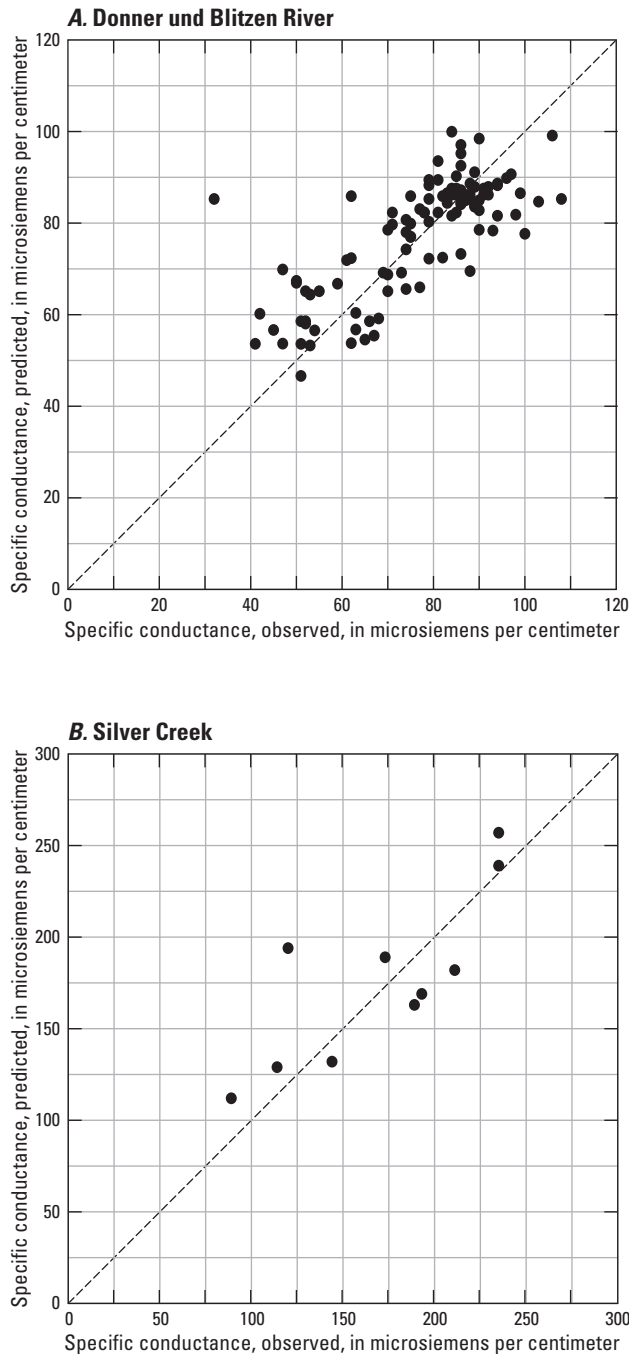 A. Donner und Blitzen River
Specific conductance, predicted, in microsiemens per centimeter
120
100
80
60
40
20
0
0 20 40 60 80 100 120
Specific conductance, observed, in microsiemens per centimeter
B. Silver Creek
Specific conductance, predicted, in microsiemens per centimeter
300
250
200
150
100
50
0
0 50 100 150 200 250 300
Specific conductance, observed, in microsiemens per centimeter